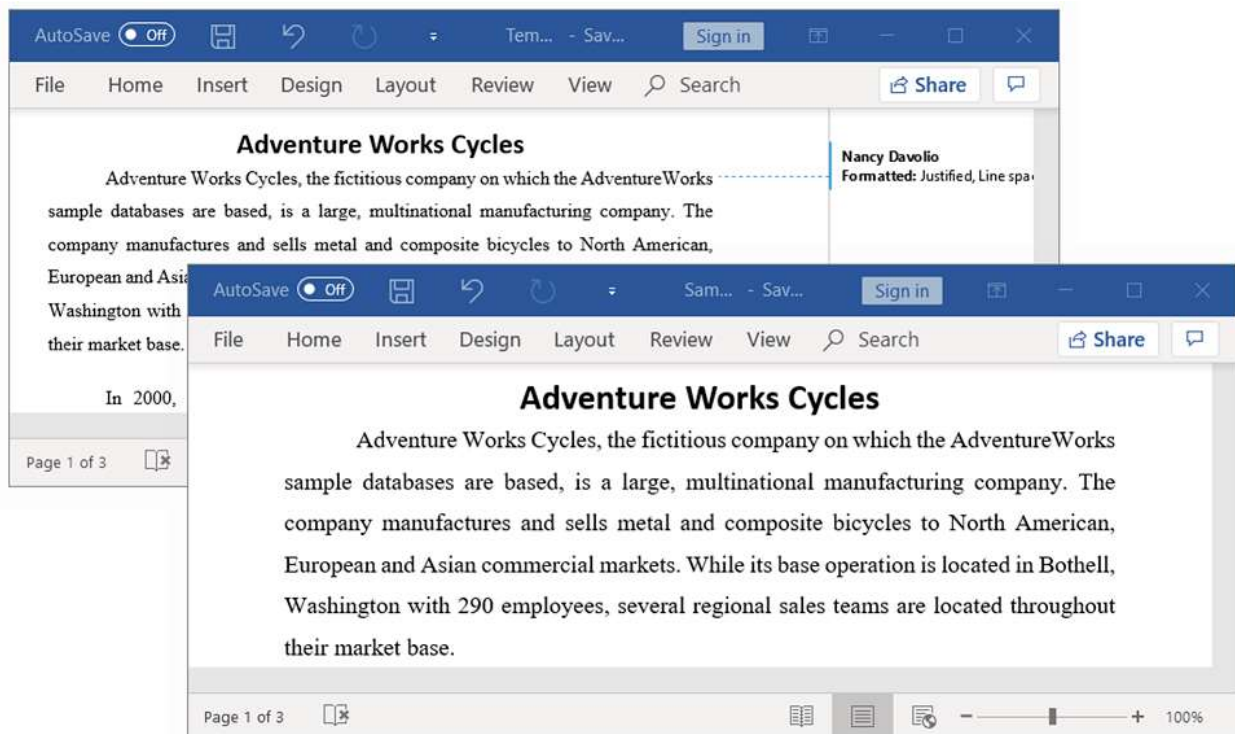 AutoSave Off Tem... - Sav... Sign in
File Home Insert Design Layout Review View Search Share
Adventure Works Cycles
Adventure Works Cycles, the fictitious company on which the AdventureWorks
sample databases are based, is a large, multinational manufacturing company. The
company manufactures and sells metal and composite bicycles to North American,
European and Asia
Washington with
their market base.
In 2000,
Page 1 of 3
Nancy Davolio
Formatted: Justified, Line spa
AutoSave Off Sam... - Sav... Sign in
File Home Insert Design Layout Review View Search Share
Adventure Works Cycles
Adventure Works Cycles, the fictitious company on which the AdventureWorks
sample databases are based, is a large, multinational manufacturing company. The
company manufactures and sells metal and composite bicycles to North American,
European and Asian commercial markets. While its base operation is located in Bothell,
Washington with 290 employees, several regional sales teams are located throughout
their market base.
Page 1 of 3 100%